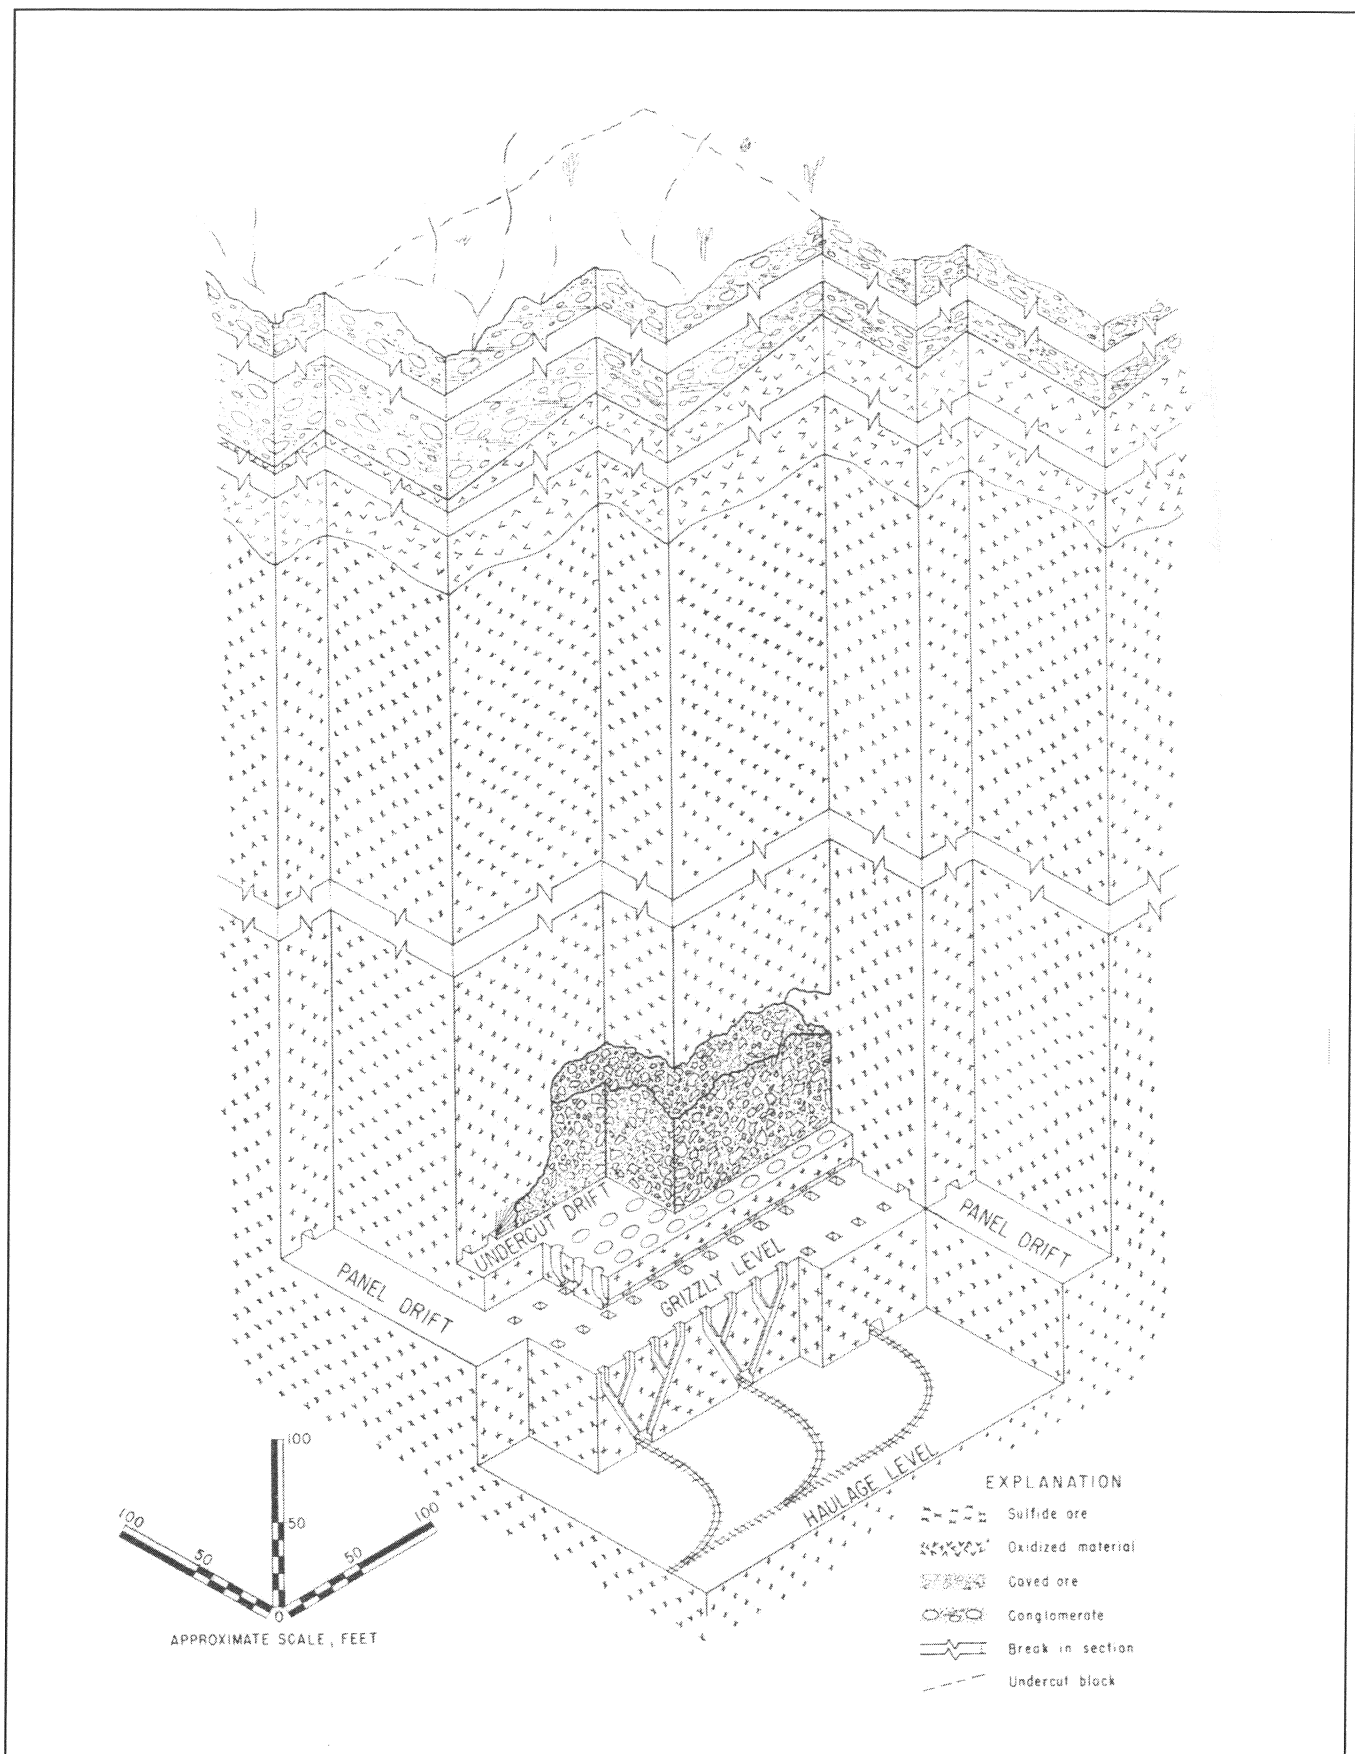 UNDERCUT DRIFT
PANEL DRIFT
GRIZZLY LEVEL
PANEL DRIFT
HAULAGE LEVEL
100
50
100
50
0
50
100
APPROXIMATE SCALE, FEET
EXPLANATION
Sulfide ore
Oxidized material
Caved ore
Conglomerate
Break in section
Undercut block